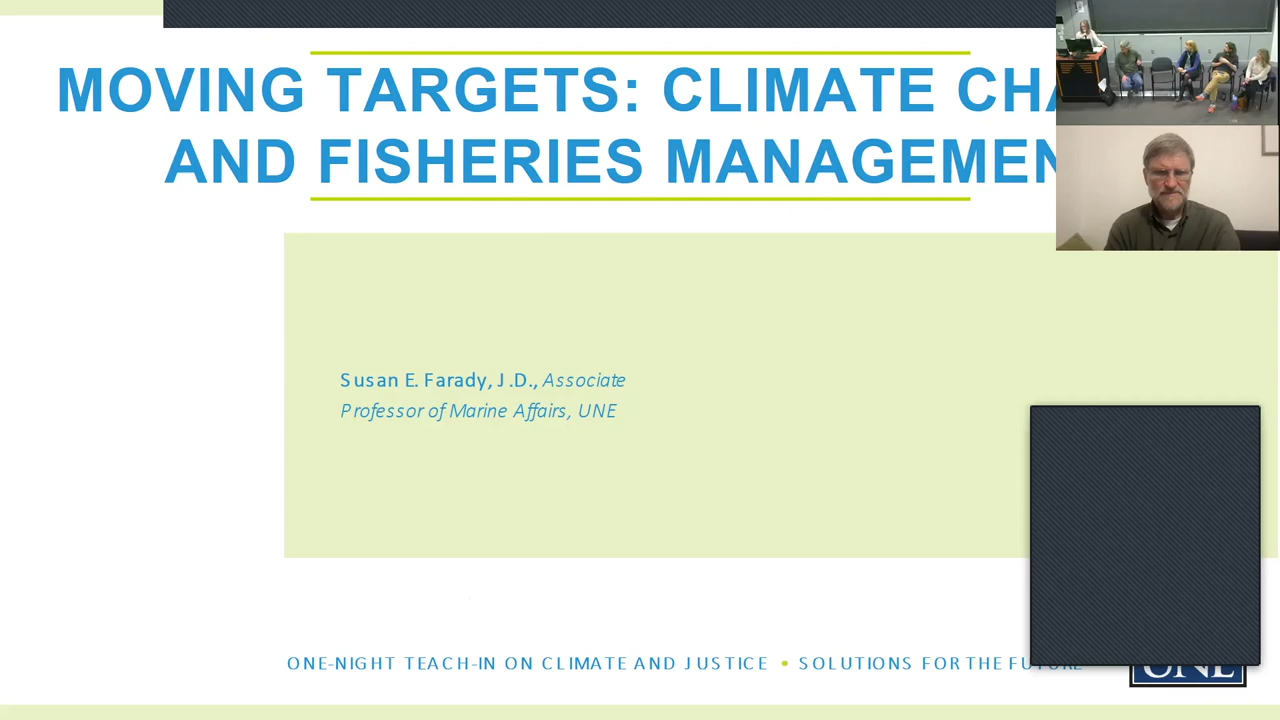 MOVING TARGETS: CLIMATE CHA
AND FISHERIES MANAGEMEN
Susan E. Farady, J.D., Associate
Professor of Marine Affairs, UNE
ONE-NIGHT TEACH-IN ON CLIMATE AND JUSTICE • SOLUTIONS FOR THE FUTURE
UNE